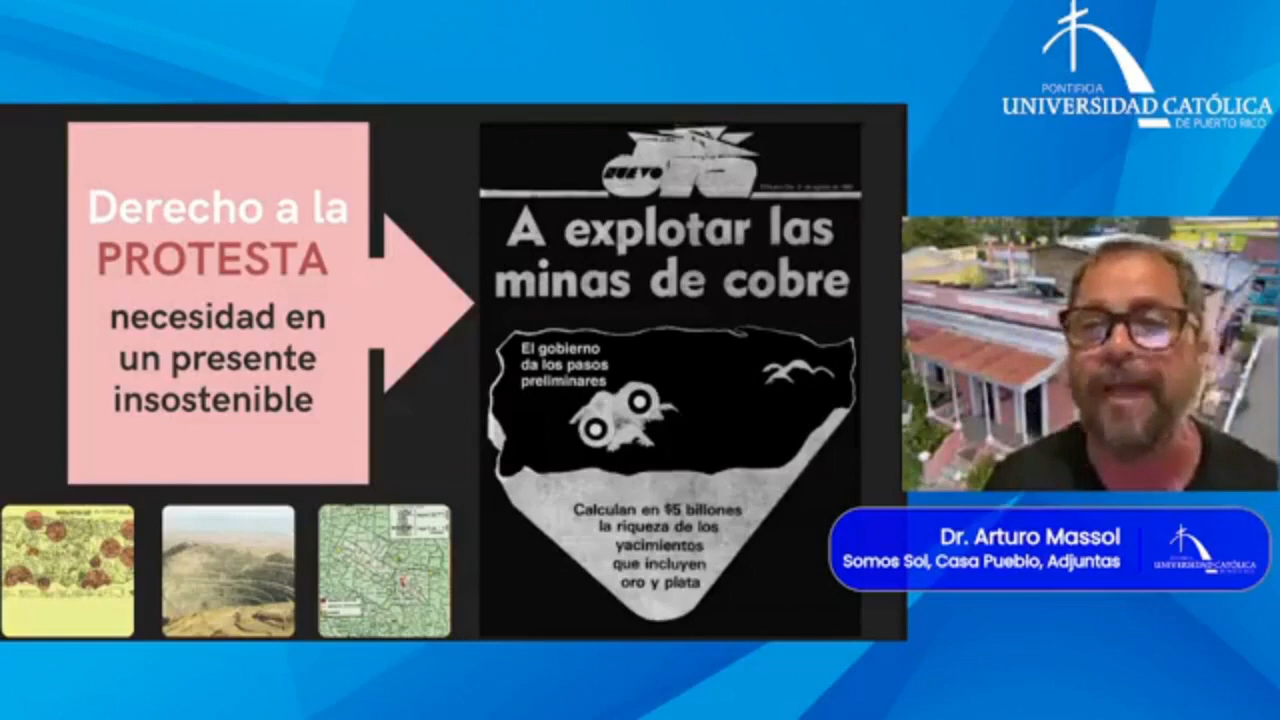 PONTIFICIA
UNIVERSIDAD CATÓLICA
DE PUERTO RICO
Derecho a la
PROTESTA
necesidad en
un presente
insostenible
NUEVO
día
A explotar las
minas de cobre
El gobierno
da los pasos
preliminares
Calculan en $5 billones
la riqueza de los
yacimientos
que incluyen
oro y plata
Dr. Arturo Massol
Somos Sol, Casa Pueblo, Adjuntas
UNIVERSIDAD CATÓLICA